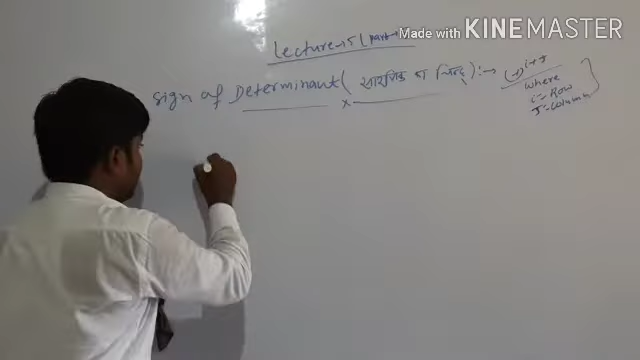 Lecture-15 (Part-
Made with KINEMASTER
Sign of Determinant (सारणिक का चिन्ह) :→ (-1)^{i+j}
where
i = Row
J = Column